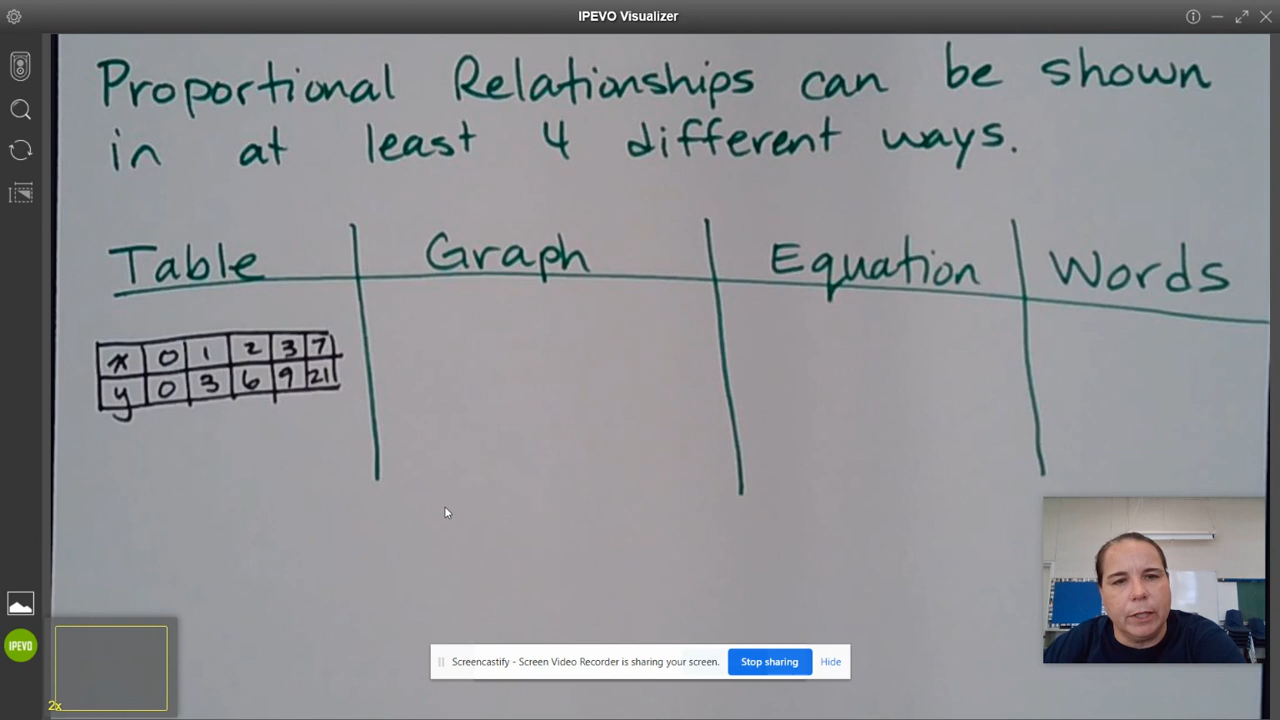 IPEVO Visualizer
Proportional Relationships can be shown
in at least 4 different ways.
Table Graph Equation Words
x 0 1 2 3 7
y 0 3 6 9 21
Screencastify - Screen Video Recorder is sharing your screen. Stop sharing Hide
IPEVO
2x